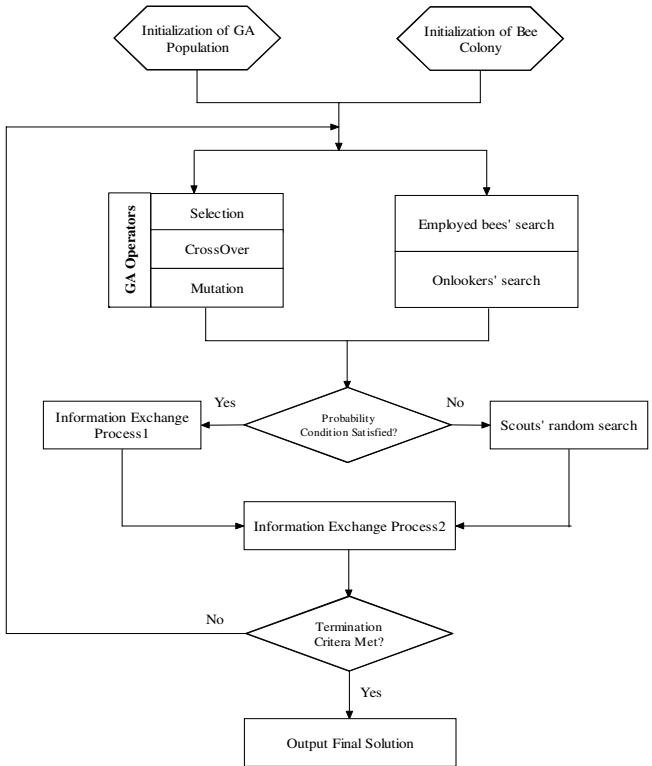 Initialization of GA
Population
Initialization of Bee
Colony
GA Operators
Selection
CrossOver
Mutation
Employed bees' search
Onlookers' search
Yes
No
Information Exchange
Process1
Probability
Condition Satisfied?
Scouts' random search
Information Exchange Process2
No
Termination
Critera Met?
Yes
Output Final Solution